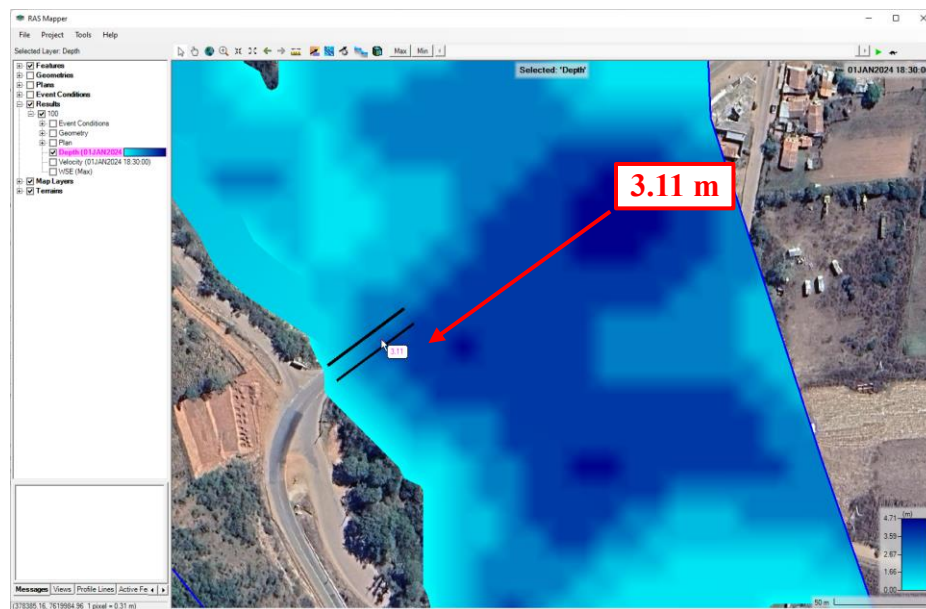 RAS Mapper
File Project Tools Help
Selected Layer: Depth
Max Min
Features
Geometries
Plans
Event Conditions
Results
100
Event Conditions
Geometry
Plan
Depth (01JAN2024
Velocity (01JAN2024 18:30:00)
WSE (Max)
Map Layers
Terrains
Selected: 'Depth'
01JAN2024 18:30:00
3.11 m
3.11
(m)
4.71
3.59
2.67
1.66
0.00
50 m
Messages Views Profile Lines Active Fe
(378385.16, 7619984.96 1 pixel = 0.31 m)